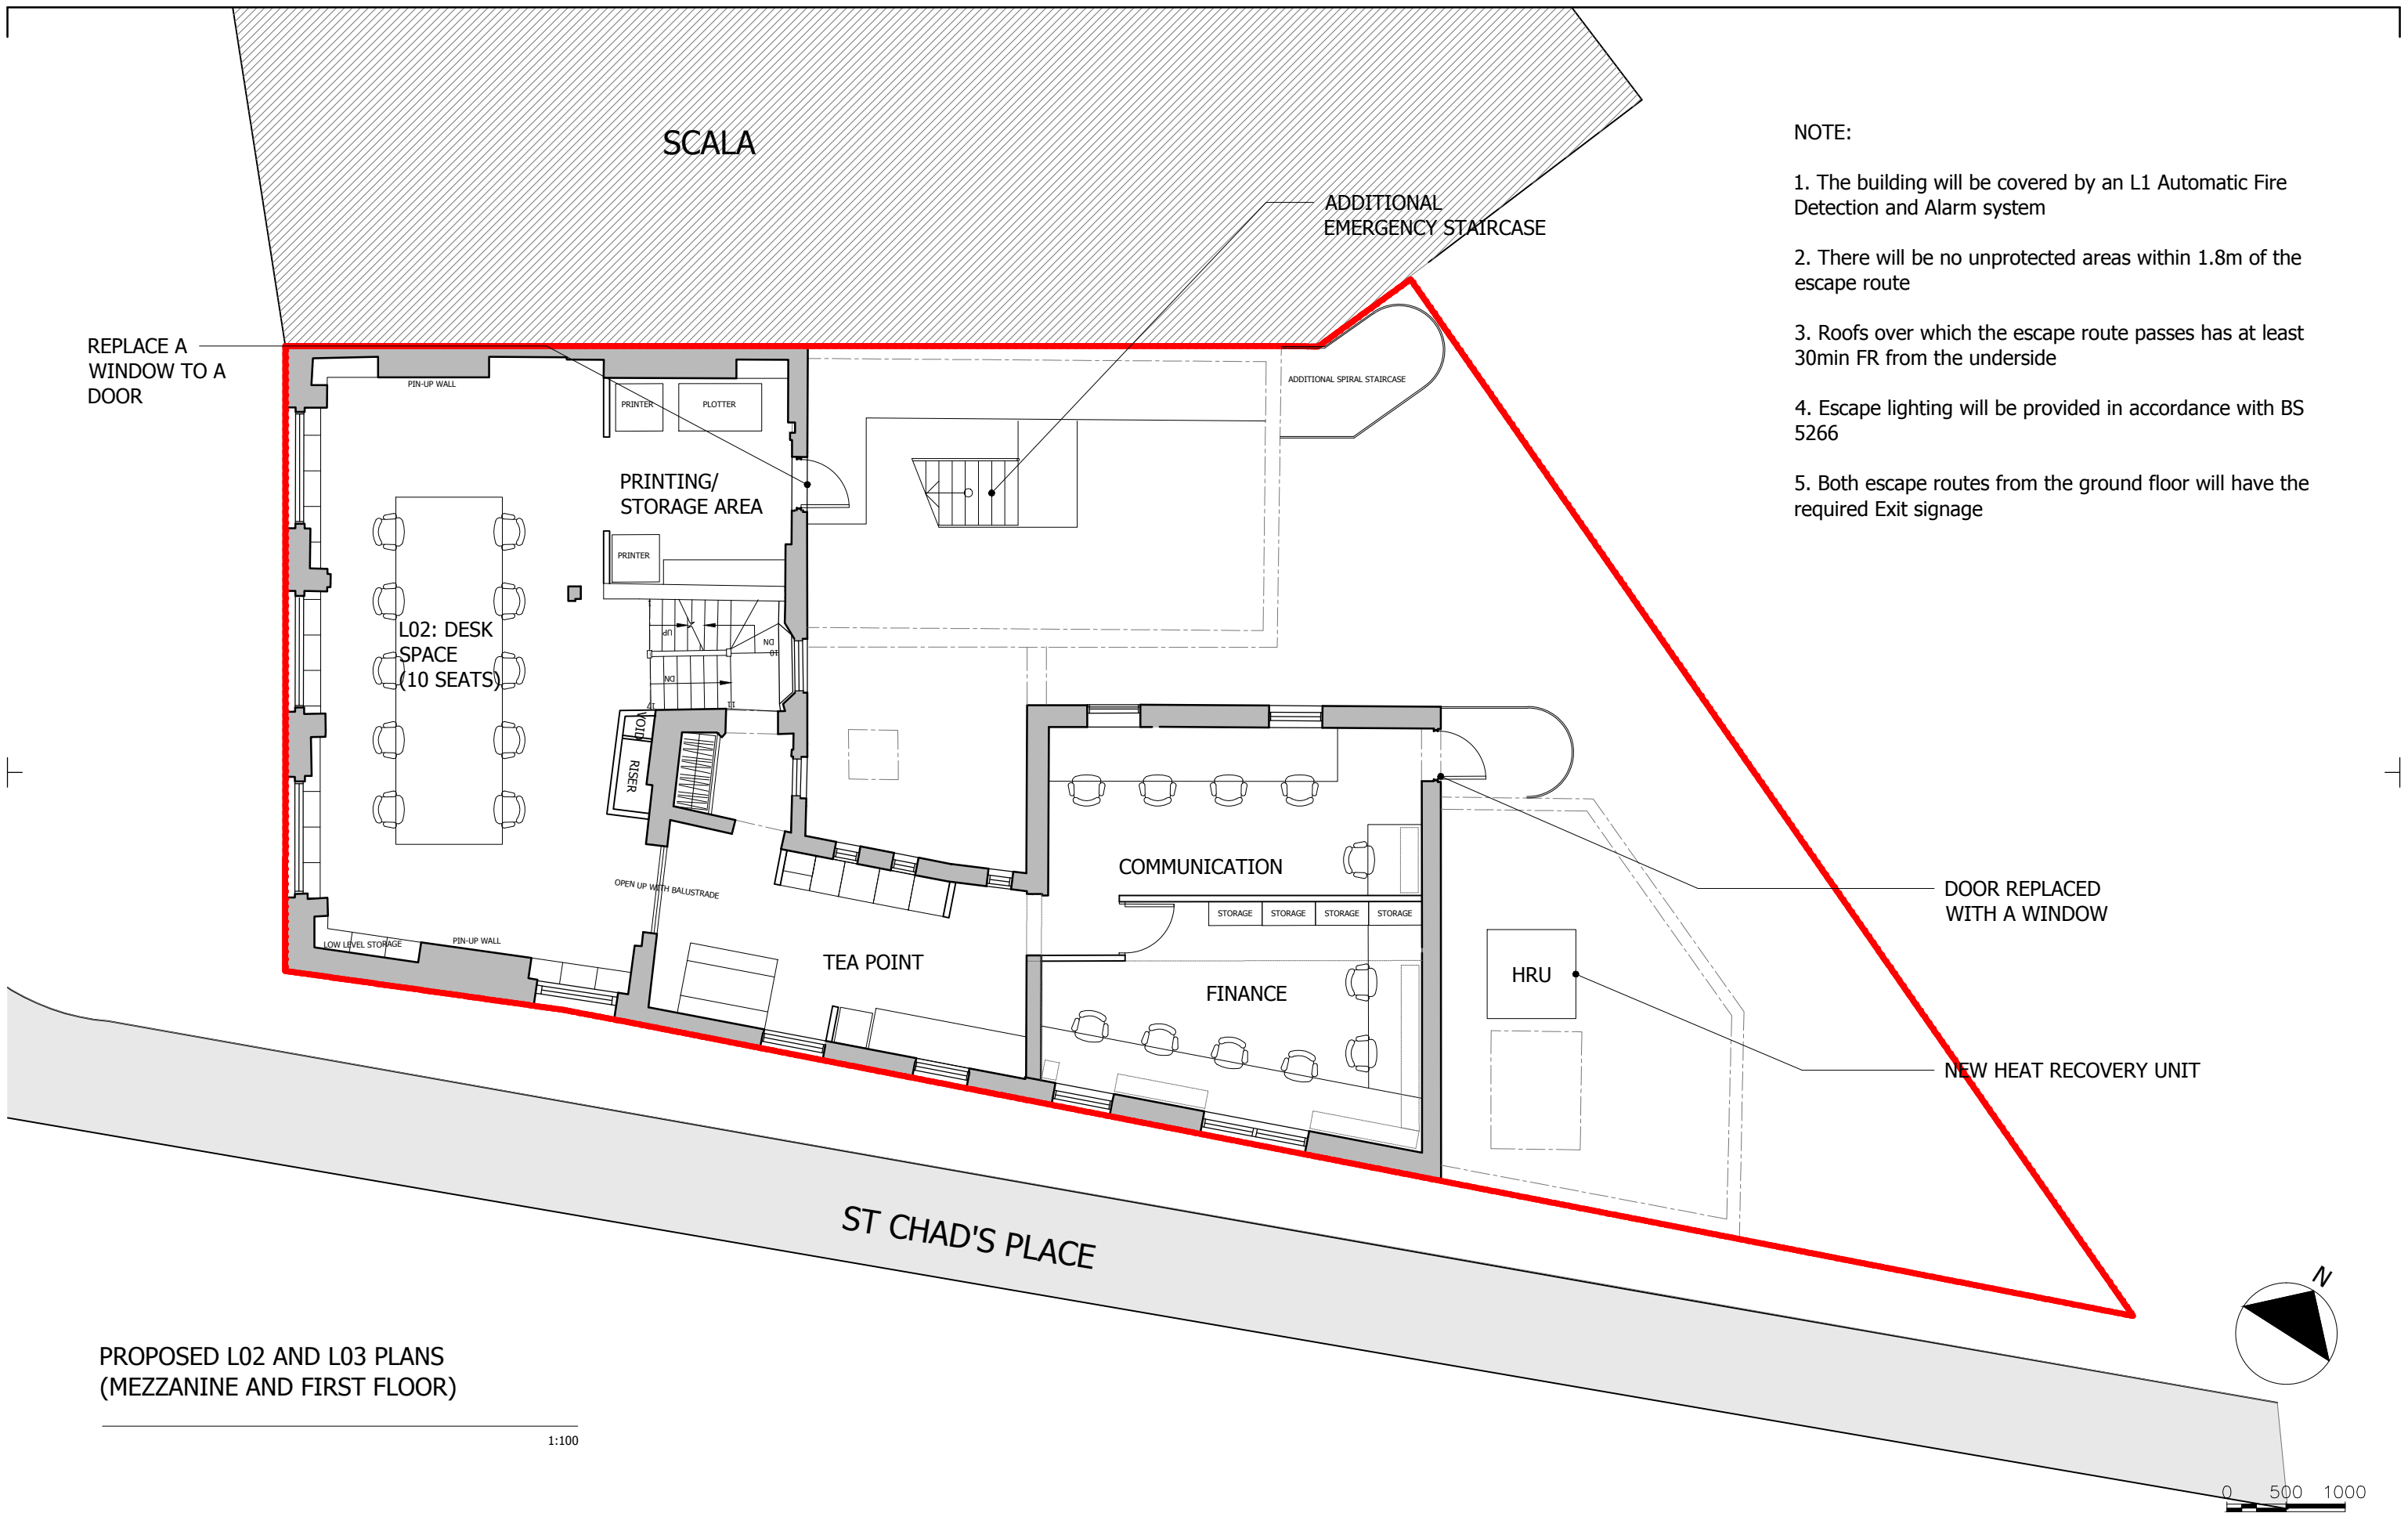 SCALA
NOTE:
1. The building will be covered by an L1 Automatic Fire
Detection and Alarm system
2. There will be no unprotected areas within 1.8m of the
escape route
3. Roofs over which the escape route passes has at least
30min FR from the underside
4. Escape lighting will be provided in accordance with BS
5266
5. Both escape routes from the ground floor will have the
required Exit signage
ADDITIONAL
EMERGENCY STAIRCASE
REPLACE A
WINDOW TO A
DOOR
PIN-UP WALL
PRINTER
PLOTTER
ADDITIONAL SPIRAL STAIRCASE
PRINTING/
STORAGE AREA
PRINTER
L02: DESK
SPACE
(10 SEATS)
1
UP
DN
10
DN
17
11
VOID
RISER
OPEN UP WITH BALUSTRADE
COMMUNICATION
STORAGE
STORAGE
STORAGE
STORAGE
LOW LEVEL STORAGE
PIN-UP WALL
TEA POINT
FINANCE
HRU
DOOR REPLACED
WITH A WINDOW
NEW HEAT RECOVERY UNIT
ST CHAD'S PLACE
N
PROPOSED L02 AND L03 PLANS
(MEZZANINE AND FIRST FLOOR)
1:100
0 500 1000